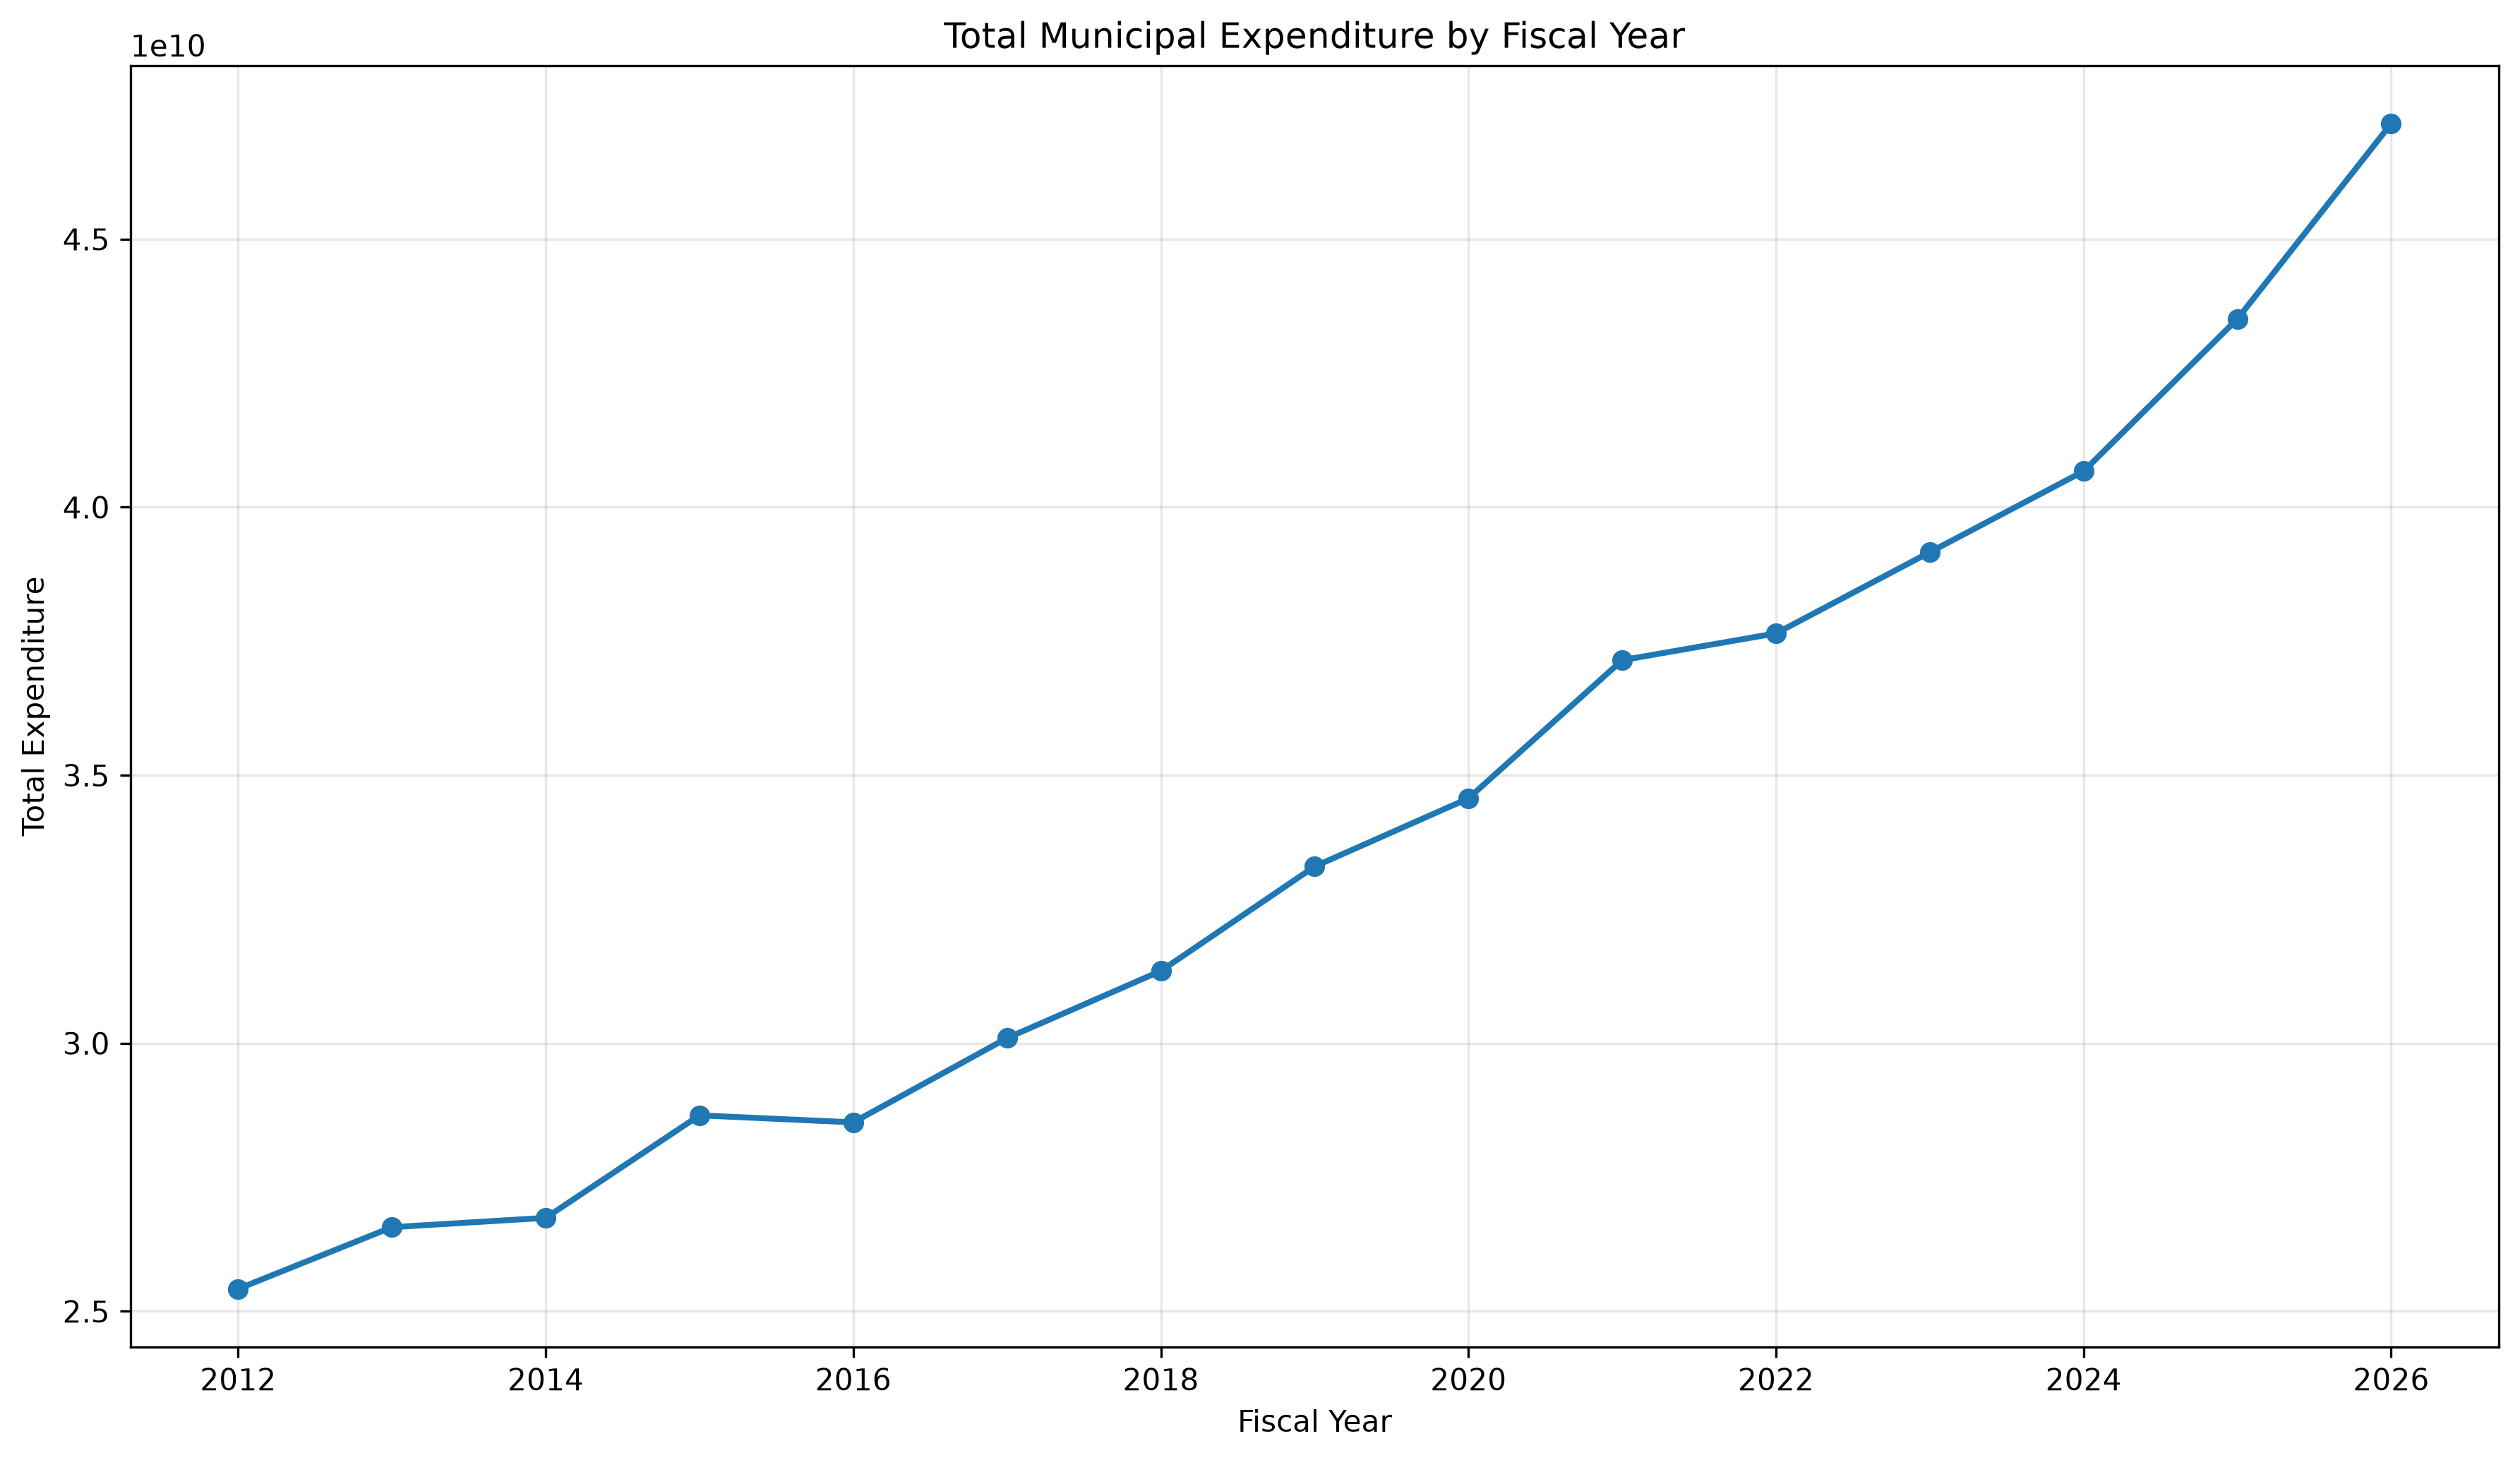 Total Municipal Expenditure by Fiscal Year
1e10
4.5
4.0
3.5
3.0
2.5
Total Expenditure
2012 2014 2016 2018 2020 2022 2024 2026
Fiscal Year